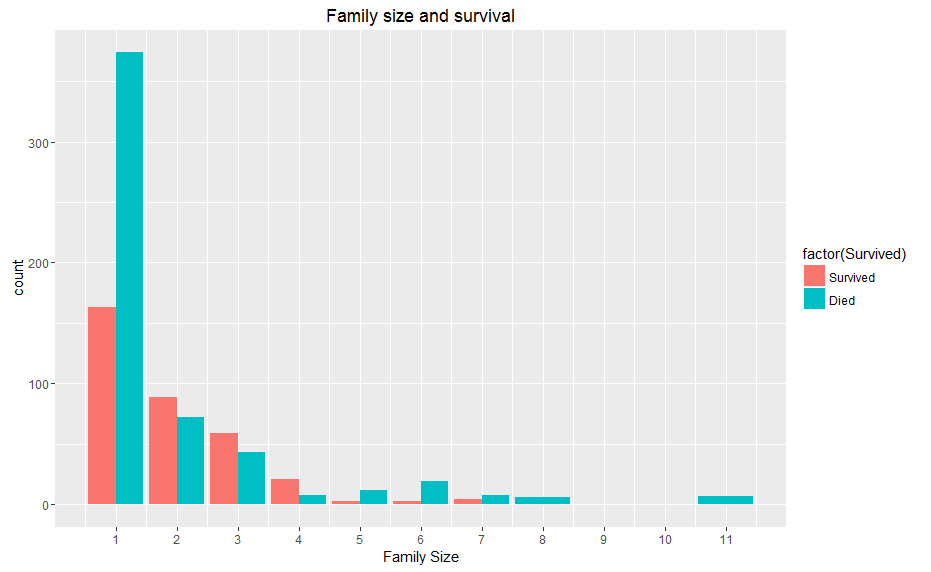 Family size and survival
count
300
200
100
0
1 2 3 4 5 6 7 8 9 10 11
Family Size
factor(Survived)
Survived
Died